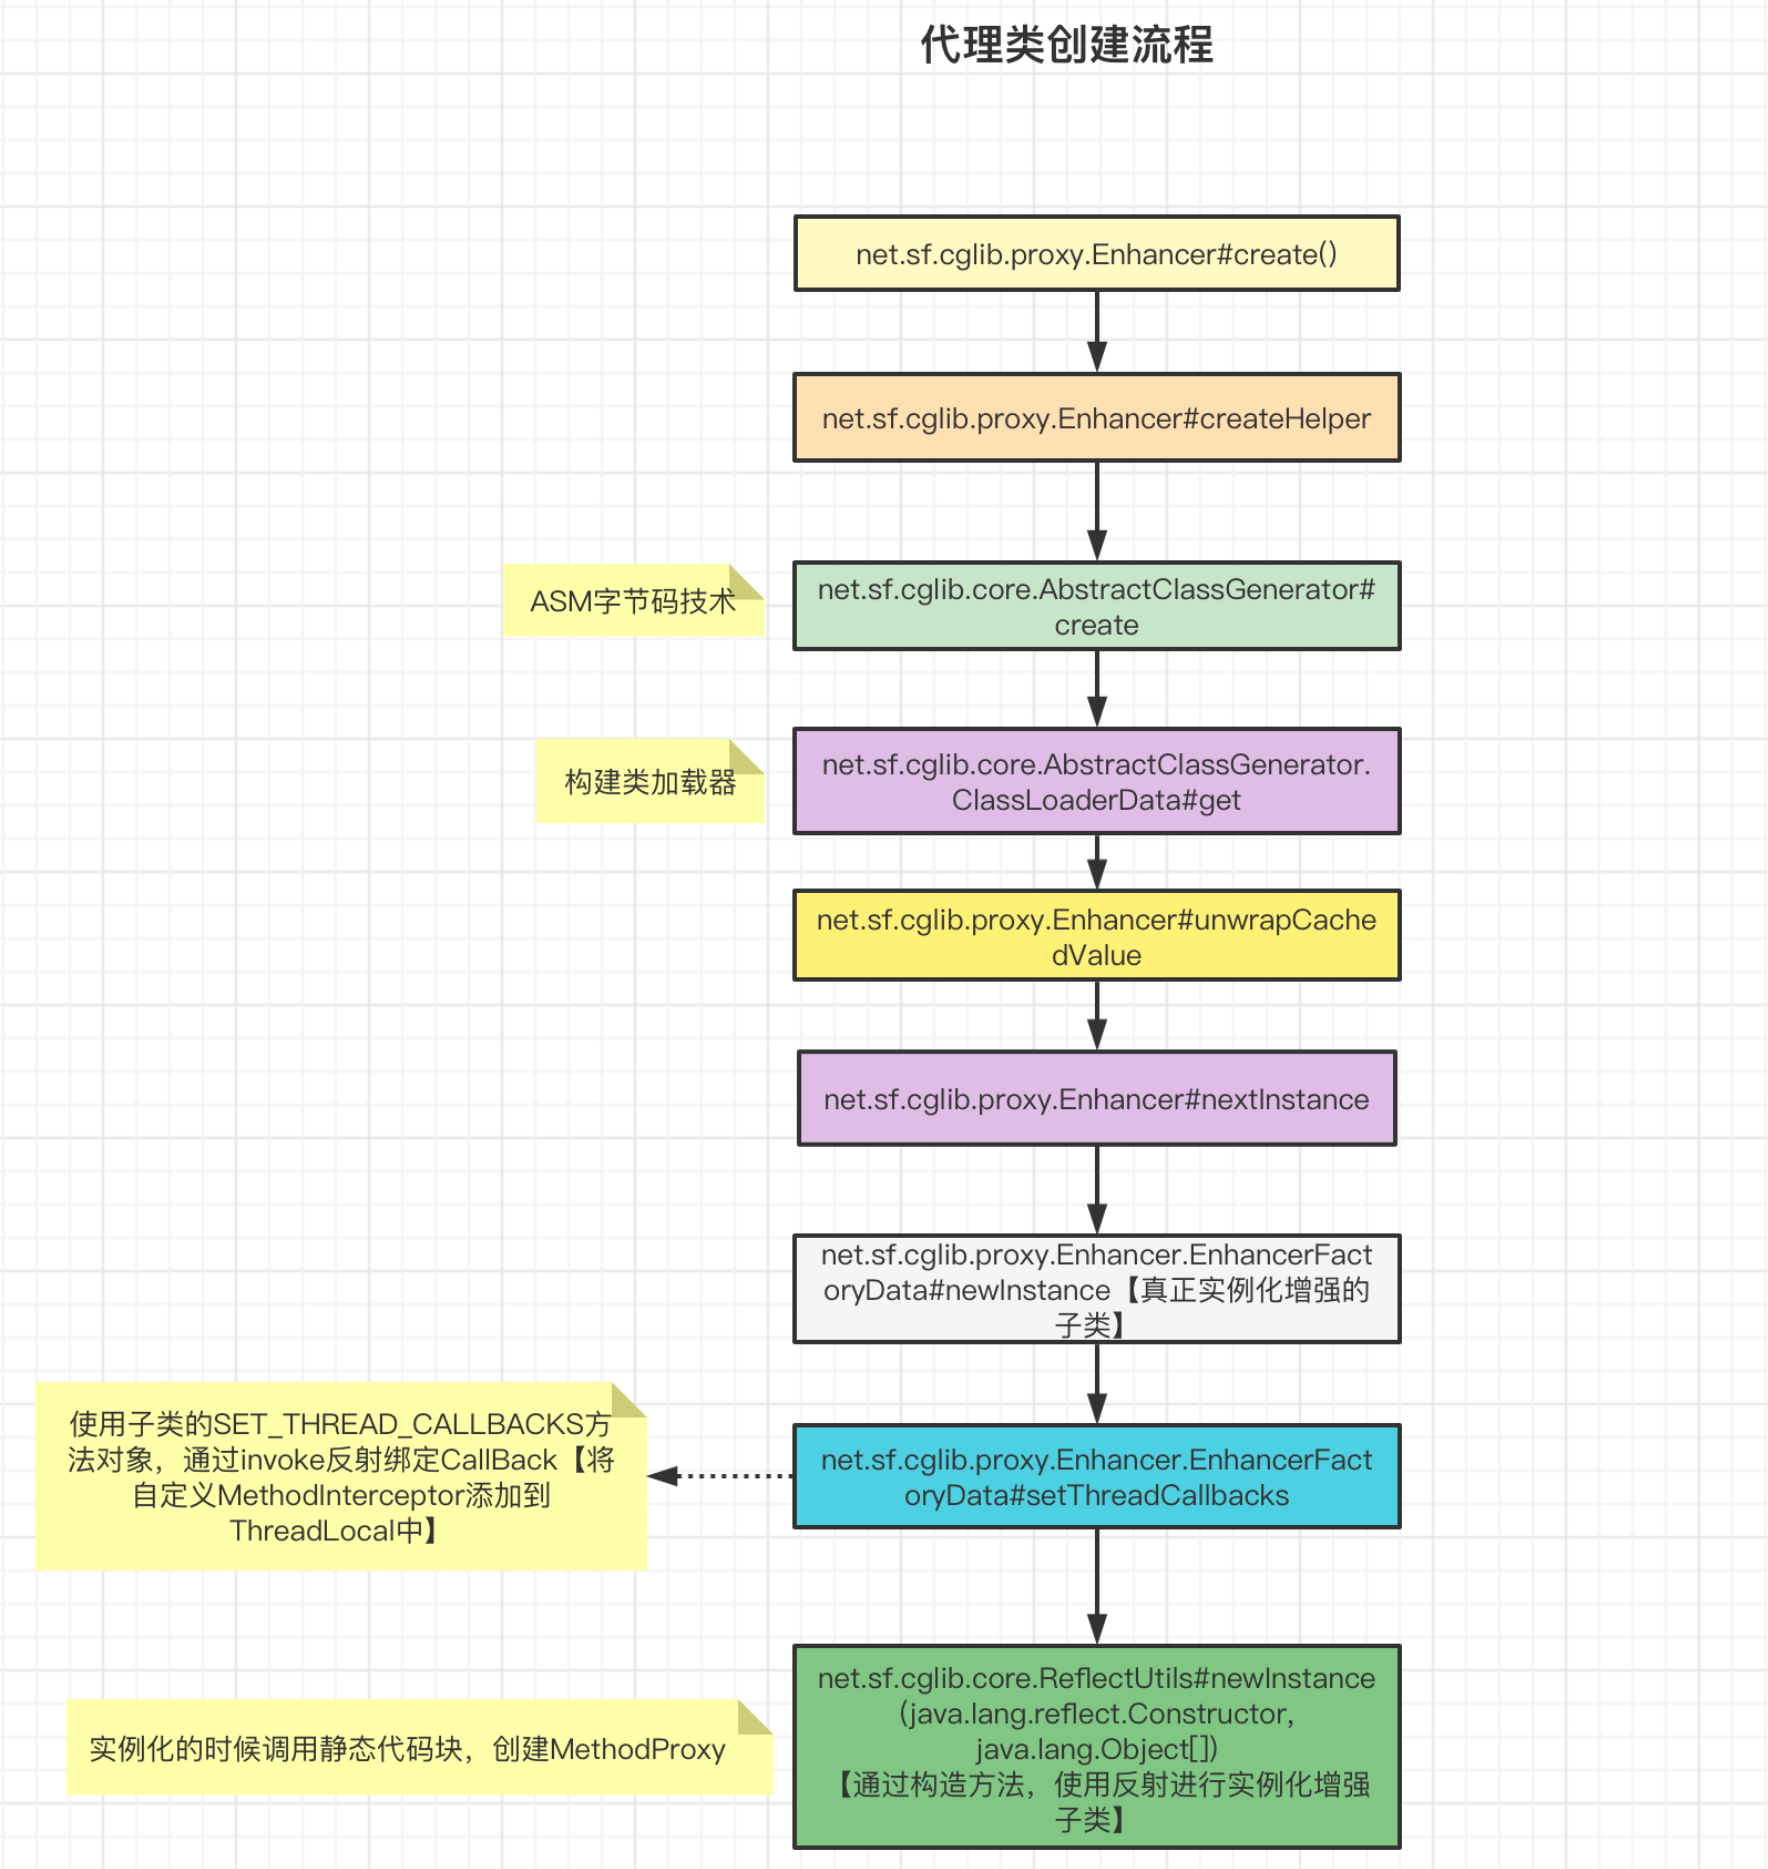 代理类创建流程
net.sf.cglib.proxy.Enhancer#create()
net.sf.cglib.proxy.Enhancer#createHelper
ASM字节码技术
net.sf.cglib.core.AbstractClassGenerator#
create
构建类加载器
net.sf.cglib.core.AbstractClassGenerator.
ClassLoaderData#get
net.sf.cglib.proxy.Enhancer#unwrapCache
dValue
net.sf.cglib.proxy.Enhancer#nextInstance
net.sf.cglib.proxy.Enhancer.EnhancerFact
oryData#newInstance【真正实例化增强的
子类】
使用子类的SET_THREAD_CALLBACKS方
法对象，通过invoke反射绑定CallBack【将
自定义MethodInterceptor添加到
ThreadLocal中】
net.sf.cglib.proxy.Enhancer.EnhancerFact
oryData#setThreadCallbacks
实例化的时候调用静态代码块，创建MethodProxy
net.sf.cglib.core.ReflectUtils#newInstance
(java.lang.reflect.Constructor,
java.lang.Object[])
【通过构造方法，使用反射进行实例化增强
子类】